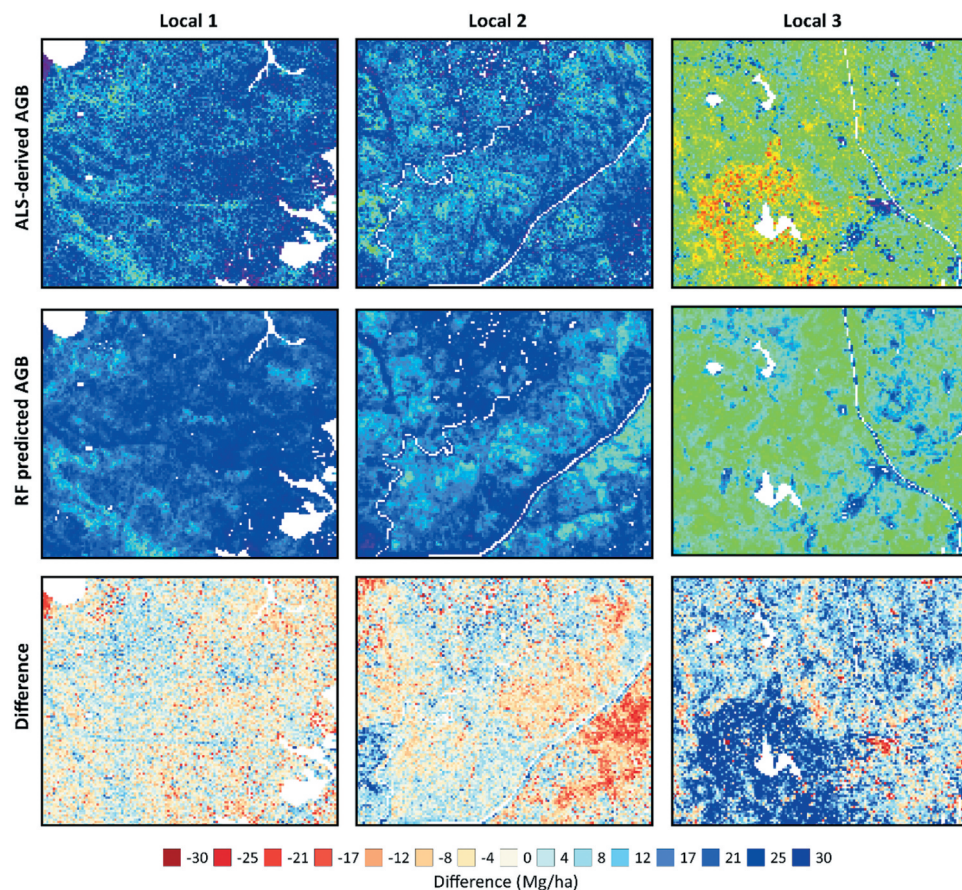 Local 1
Local 2
Local 3
ALS-derived AGB
RF predicted AGB
Difference
-30 -25 -21 -17 -12 -8 -4 0 4 8 12 17 21 25 30
Difference (Mg/ha)